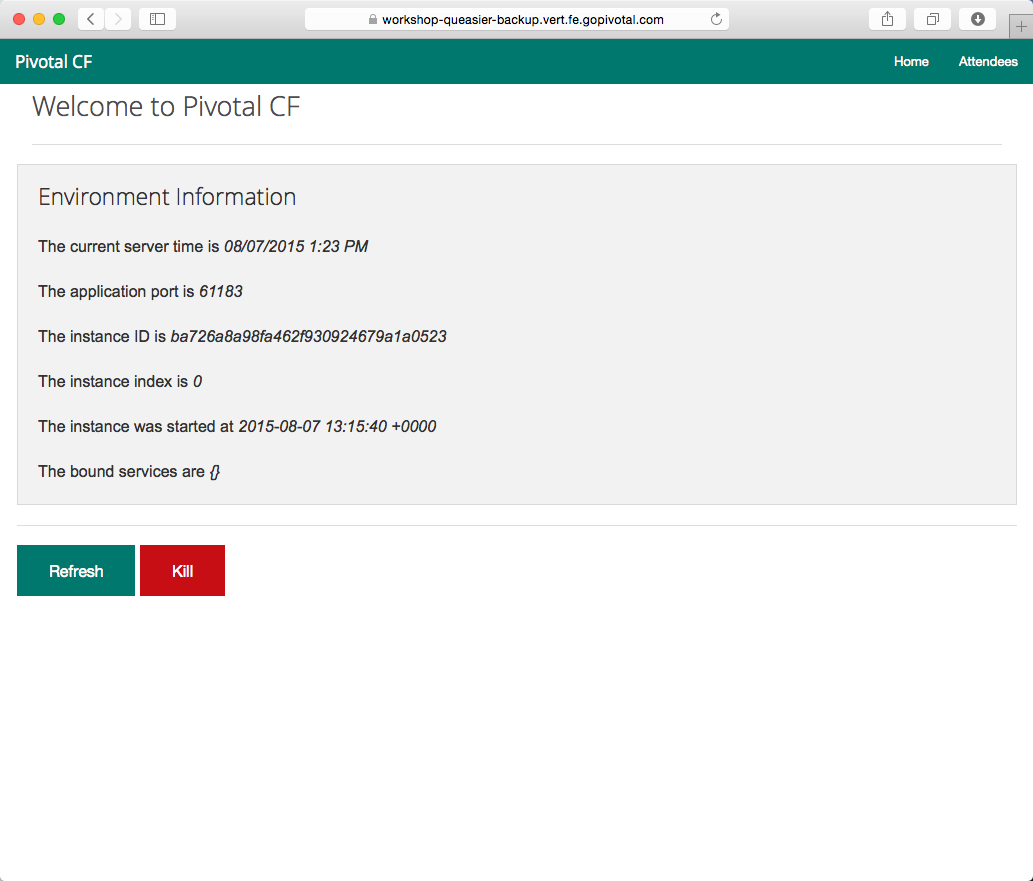 workshop-queasier-backup.vert.fe.gopivotal.com
Pivotal CF
Home
Attendees
Welcome to Pivotal CF
Environment Information
The current server time is 08/07/2015 1:23 PM
The application port is 61183
The instance ID is ba726a8a98fa462f930924679a1a0523
The instance index is 0
The instance was started at 2015-08-07 13:15:40 +0000
The bound services are {}
Refresh
Kill